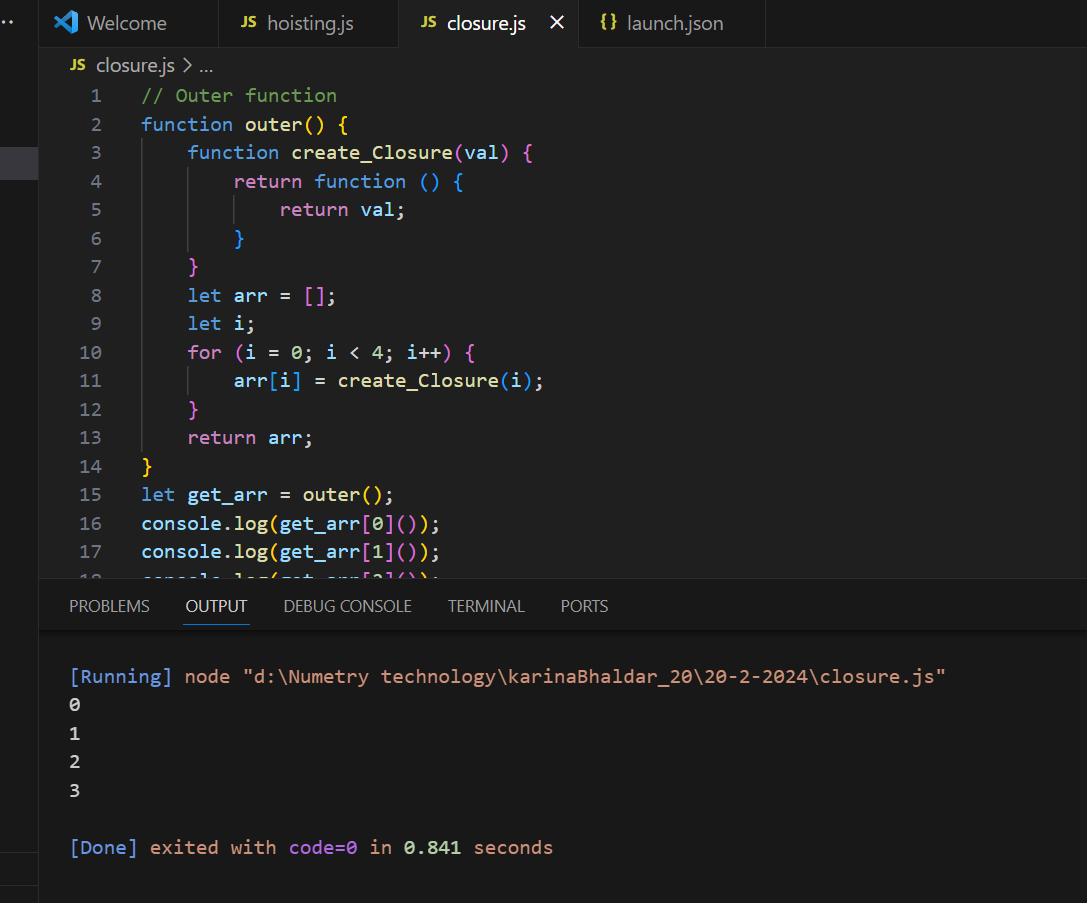 Welcome
JS hoisting.js
JS closure.js
{} launch.json
JS closure.js > ...
1 // Outer function
2 function outer() {
3     function create_Closure(val) {
4         return function () {
5             return val;
6         }
7     }
8     let arr = [];
9     let i;
10     for (i = 0; i < 4; i++) {
11         arr[i] = create_Closure(i);
12     }
13     return arr;
14 }
15 let get_arr = outer();
16 console.log(get_arr[0]());
17 console.log(get_arr[1]());
18 console.log(get_arr[2]());
PROBLEMS OUTPUT DEBUG CONSOLE TERMINAL PORTS
[Running] node "d:\Numetry technology\karinaBhaldar_20\20-2-2024\closure.js"
0
1
2
3
[Done] exited with code=0 in 0.841 seconds